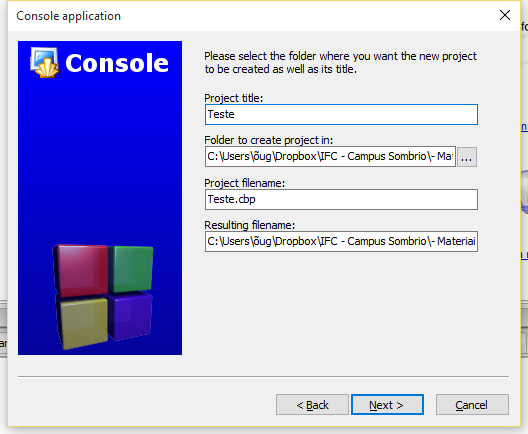 Console application
Console
Please select the folder where you want the new project
to be created as well as its title.
Project title:
Teste
Folder to create project in:
C:\Users\õug\Dropbox\IFC - Campus Sombrio\- Mat
...
Project filename:
Teste.cbp
Resulting filename:
C:\Users\õug\Dropbox\IFC - Campus Sombrio\- Materiai
< Back
Next >
Cancel